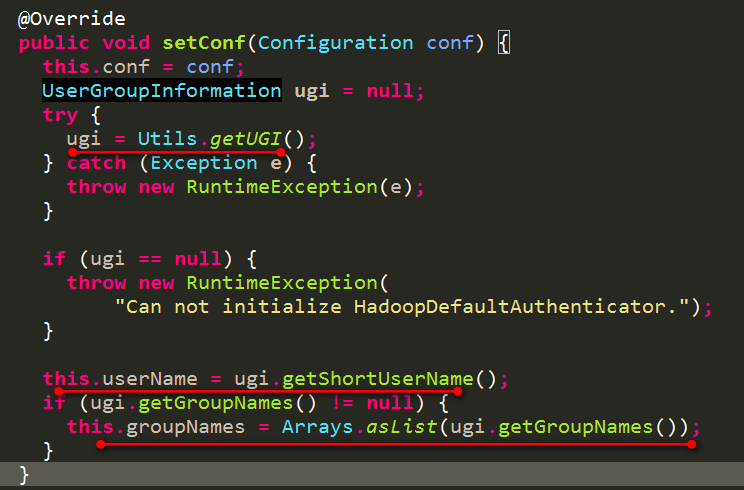 @Override
public void setConf(Configuration conf) {
  this.conf = conf;
  UserGroupInformation ugi = null;
  try {
    ugi = Utils.getUGI();
  } catch (Exception e) {
    throw new RuntimeException(e);
  }

  if (ugi == null) {
    throw new RuntimeException(
        "Can not initialize HadoopDefaultAuthenticator.");
  }

  this.userName = ugi.getShortUserName();
  if (ugi.getGroupNames() != null) {
    this.groupNames = Arrays.asList(ugi.getGroupNames());
  }
}